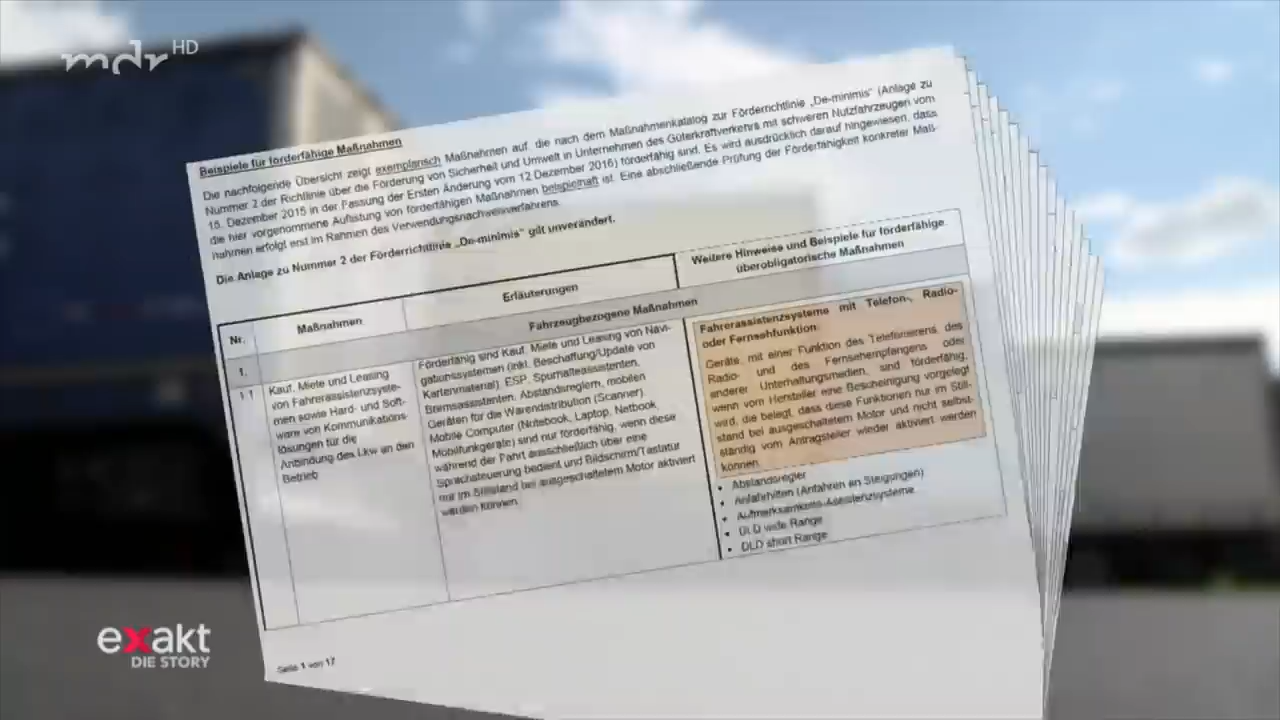 mdr HD
Beispiele für förderfähige Maßnahmen
Die nachfolgende Übersicht zeigt exemplarisch Maßnahmen auf, die nach dem Maßnahmenkatalog zur Förderrichtlinie „De-minimis“ (Anlage zu
Nummer 2 der Richtlinie über die Förderung von Sicherheit und Umwelt in Unternehmen des Güterkraftverkehrs mit schweren Nutzfahrzeugen vom
15. Dezember 2015 in der Fassung der Ersten Änderung vom 12 Dezember 2016) förderfähig sind. Es wird ausdrücklich darauf hingewiesen, dass
die hier vorgenommene Auflistung von förderfähigen Maßnahmen beispielhaft ist. Eine abschließende Prüfung der Förderfähigkeit konkreter Maß-
nahmen erfolgt erst im Rahmen des Verwendungsnachweisverfahrens.
Die Anlage zu Nummer 2 der Förderrichtlinie „De-minimis“ gilt unverändert.
Nr.
Maßnahmen
Erläuterungen
Weitere Hinweise und Beispiele für förderfähige
überobligatorische Maßnahmen
1.
Fahrzeugbezogene Maßnahmen
1.1
Kauf, Miete und Leasing
von Fahrerassistenzsyste-
men sowie Hard- und Soft-
ware von Kommunikations-
lösungen für die
Anbindung des Lkw an den
Betrieb
Förderfähig sind Kauf, Miete und Leasing von Navi-
gationssystemen (inkl. Beschaffung/Update von
Kartenmaterial), ESP, Spurhalteassistenten,
Bremsassistenten, Abstandsreglern, mobilen
Geräten für die Warendistribution (Scanner).
Mobile Computer (Notebook, Laptop, Netbook,
Mobilfunkgeräte) sind nur förderfähig, wenn diese
während der Fahrt ausschließlich über eine
Sprachsteuerung bedient und Bildschirm/Tastatur
nur im Stillstand bei ausgeschaltetem Motor aktiviert
werden können.
Fahrerassistenzsysteme mit Telefon-, Radio-
oder Fernsehfunktion:
Geräte, mit einer Funktion des Telefonierens, des
Radio- und des Fernsehempfangens oder
anderer Unterhaltungsmedien, sind förderfähig,
wenn vom Hersteller eine Bescheinigung vorgelegt
wird, die belegt, dass diese Funktionen nur im Still-
stand bei ausgeschaltetem Motor und nicht selbst-
ständig vom Antragsteller wieder aktiviert werden
können.
• Abstandsregler
• Anfahrhilfen (Anfahren an Steigungen)
• Aufmerksamkeits-Assistenzsysteme
• DLD wide Range
• DLD short Range
Seite 1 von 17
exakt
DIE STORY